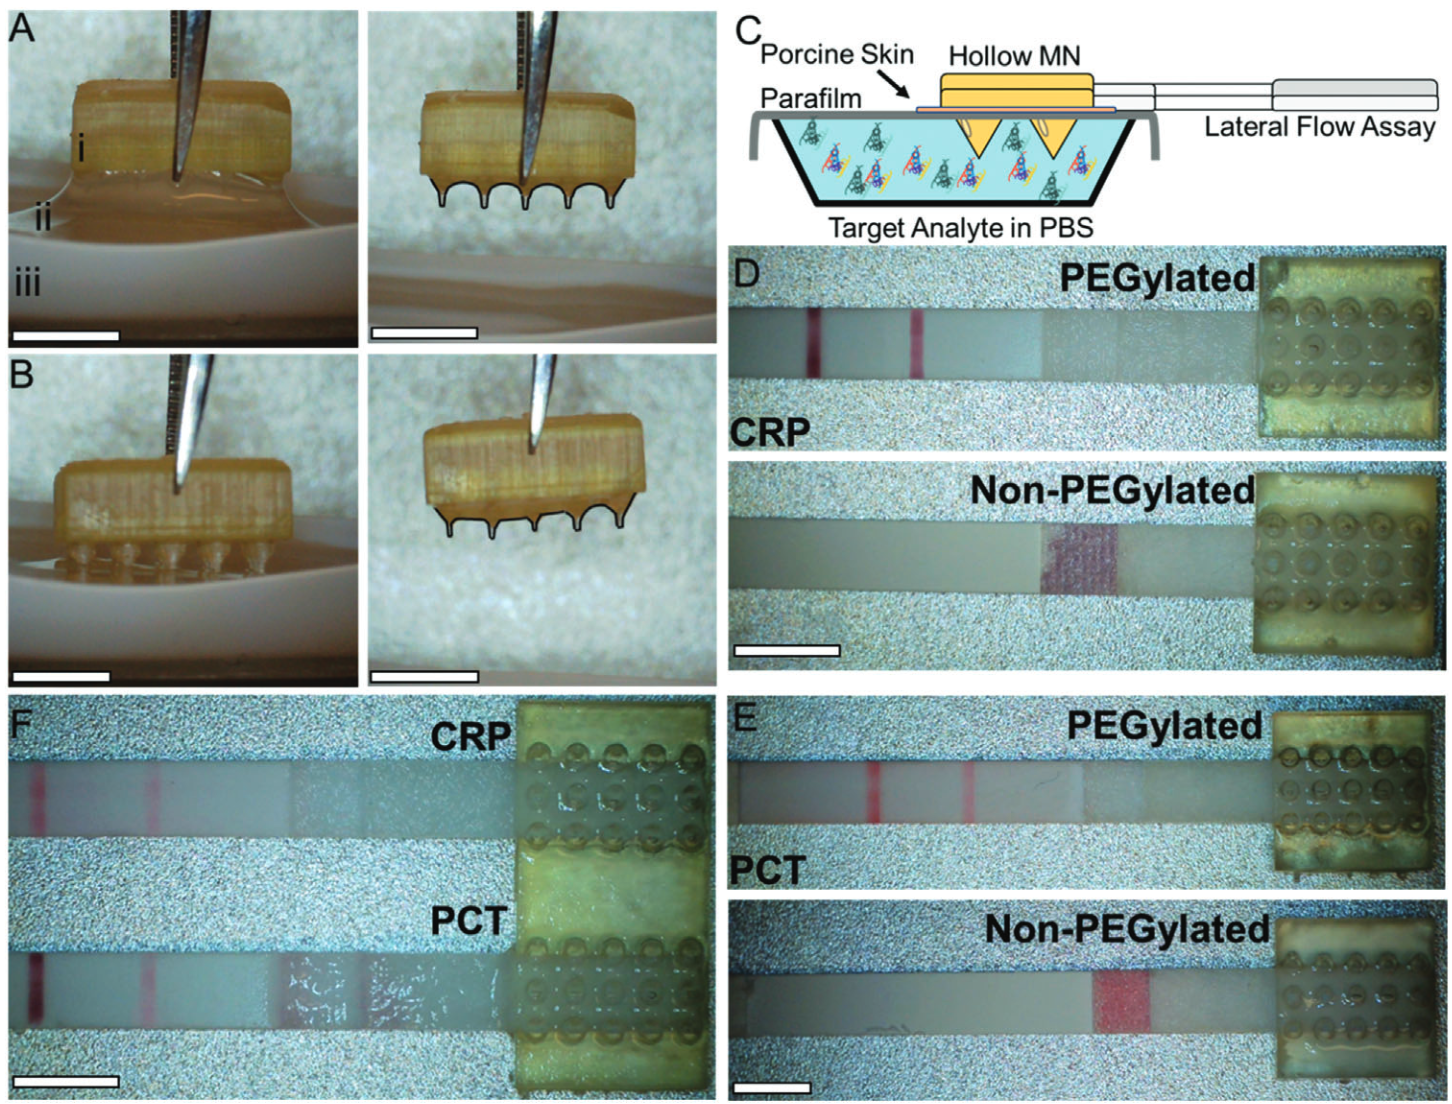 A
i
ii
iii
B
C
Porcine Skin
Hollow MN
Parafilm
Lateral Flow Assay
Target Analyte in PBS
D
PEGylated
CRP
Non-PEGylated
F
CRP
PCT
E
PEGylated
PCT
Non-PEGylated